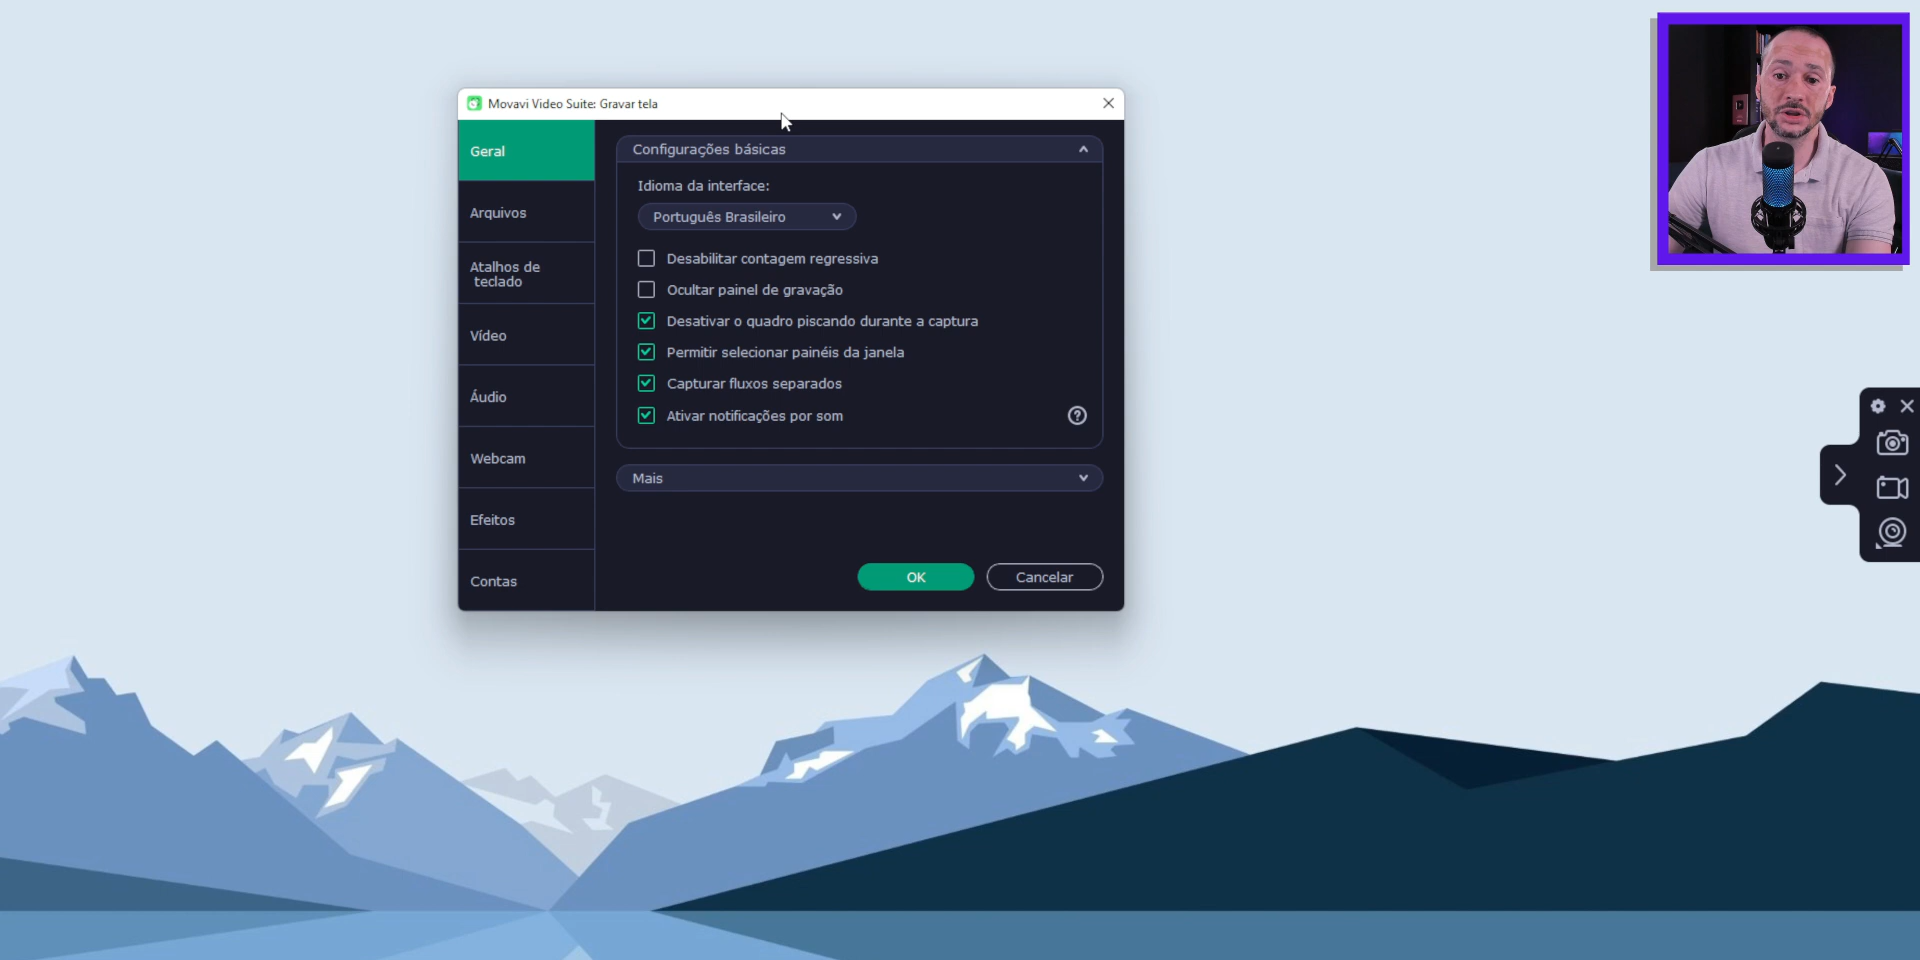 Movavi Video Suite: Gravar tela
Geral
Arquivos
Atalhos de
teclado
Vídeo
Áudio
Webcam
Efeitos
Contas
Configurações básicas
Idioma da interface:
Português Brasileiro
Desabilitar contagem regressiva
Ocultar painel de gravação
Desativar o quadro piscando durante a captura
Permitir selecionar painéis da janela
Capturar fluxos separados
Ativar notificações por som
?
Mais
OK
Cancelar